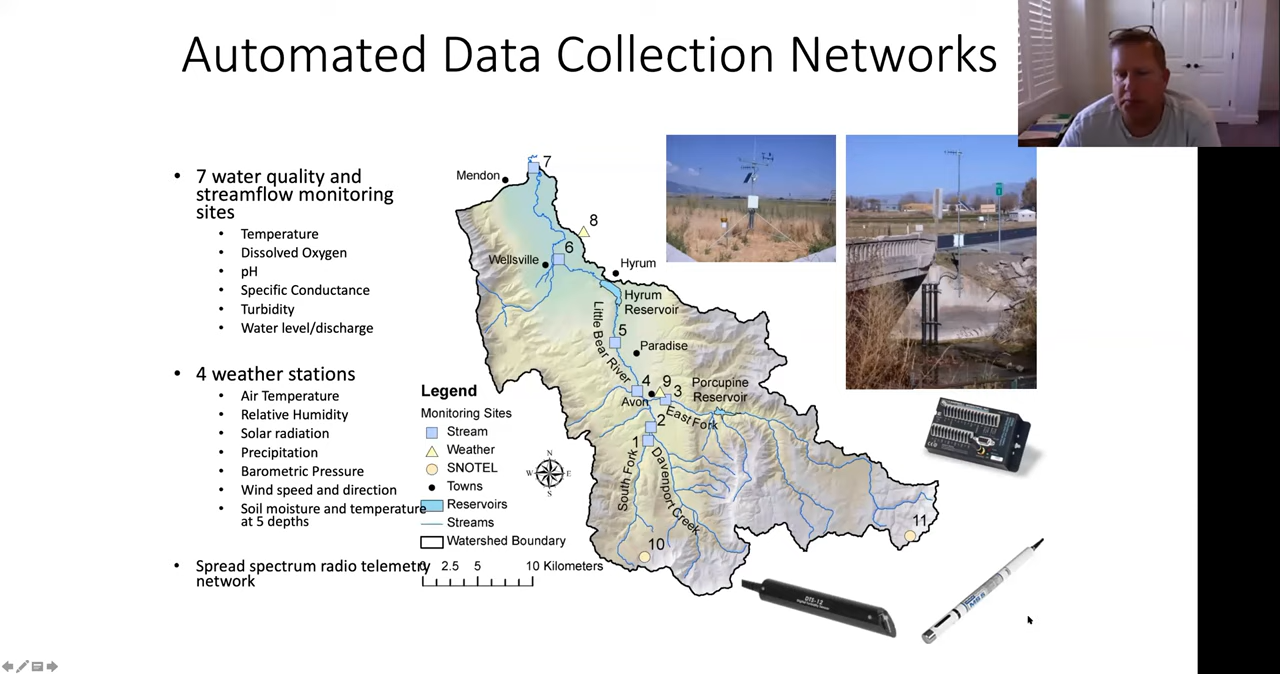 Automated Data Collection Networks
• 7 water quality and
streamflow monitoring
sites
• Temperature
• Dissolved Oxygen
• pH
• Specific Conductance
• Turbidity
• Water level/discharge
• 4 weather stations
• Air Temperature
• Relative Humidity
• Solar radiation
• Precipitation
• Barometric Pressure
• Wind speed and direction
• Soil moisture and temperature
at 5 depths
• Spread spectrum radio telemetry
network
7
Mendon
8
6
Wellsville
Hyrum
Hyrum
Reservoir
Little Bear River
5
Paradise
4
9
3
Porcupine
Reservoir
Avon
East Fork
2
1
South Fork
Davenport Creek
10
11
Legend
Monitoring Sites
Stream
Weather
SNOTEL
Towns
Reservoirs
Streams
Watershed Boundary
N
W
E
S
0 2.5 5 10 Kilometers
DTS-12